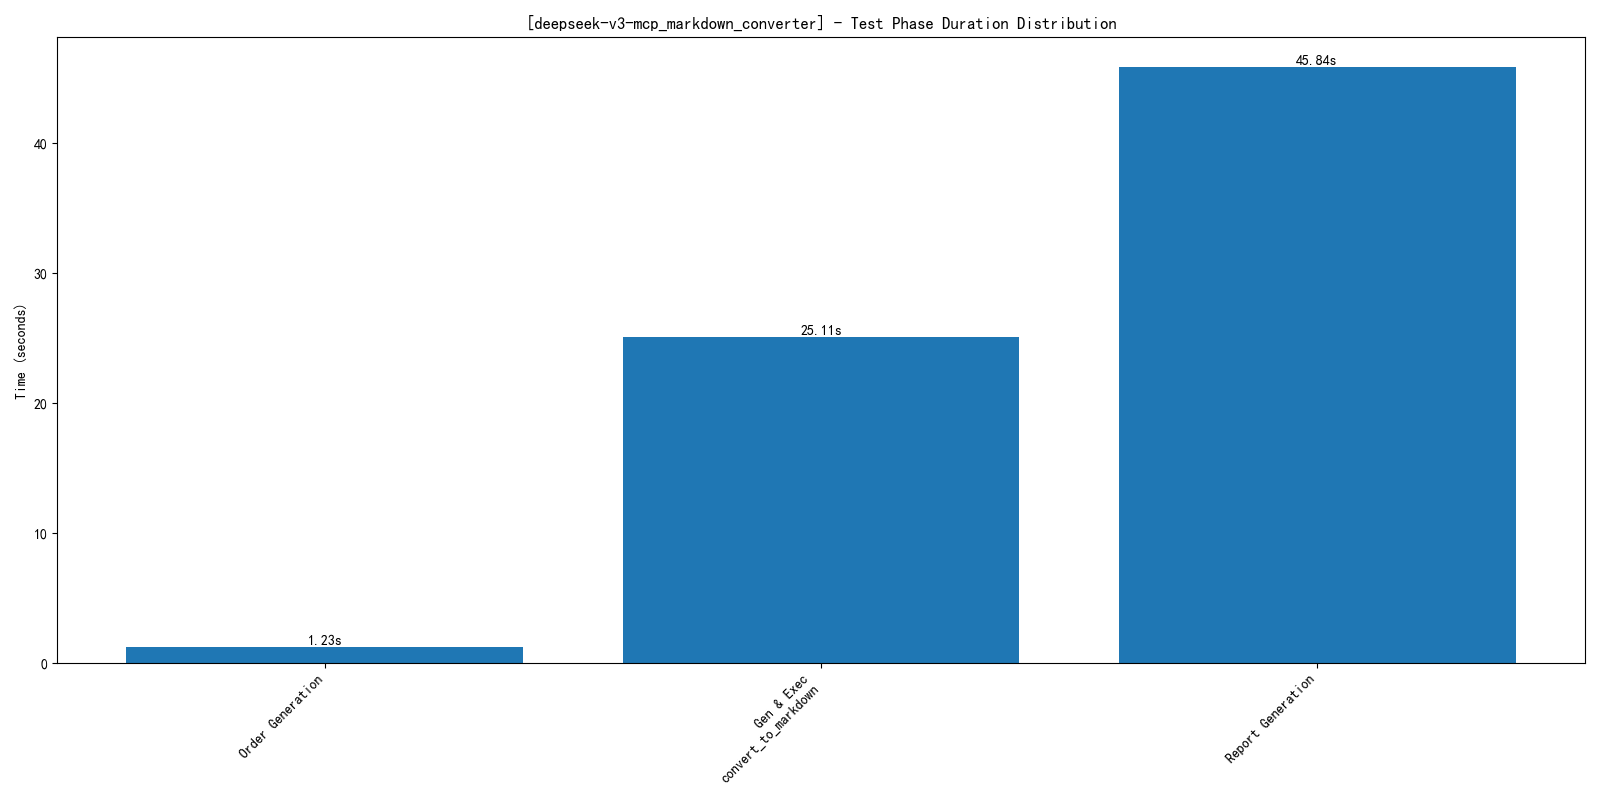 [deepseek-v3-mcp_markdown_converter] - Test Phase Duration Distribution
45.84s
40
30
25.11s
Time (seconds)
20
10
1.23s
0
Order Generation
Gen & Exec
convert_to_markdown
Report Generation